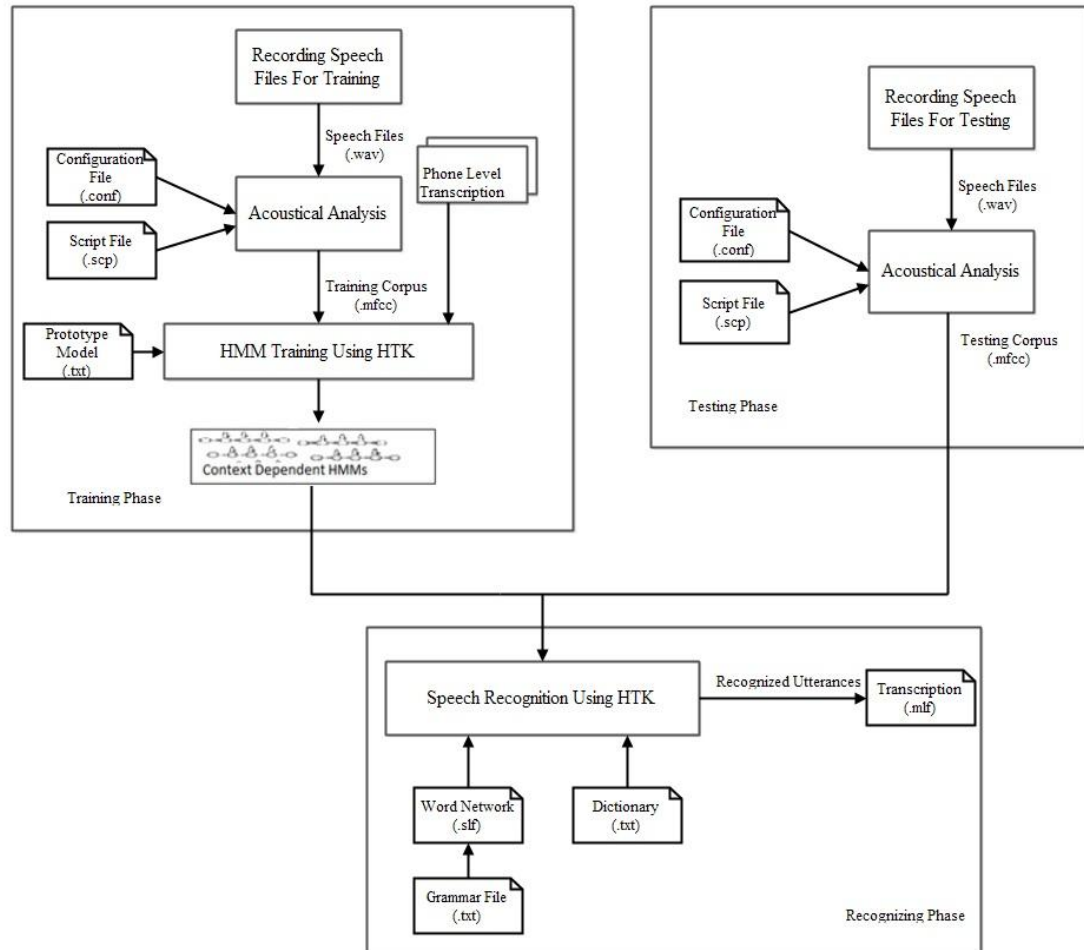 Recording Speech
Files For Training
Speech Files
(.wav)
Configuration
File
(.conf)
Script File
(.scp)
Acoustical Analysis
Phone Level
Transcription
Training Corpus
(.mfcc)
Prototype
Model
(.txt)
HMM Training Using HTK
Context Dependent HMMs
Training Phase
Recording Speech
Files For Testing
Speech Files
(.wav)
Configuration
File
(.conf)
Script File
(.scp)
Acoustical Analysis
Testing Corpus
(.mfcc)
Testing Phase
Speech Recognition Using HTK
Recognized Utterances
Transcription
(.mlf)
Word Network
(.slf)
Dictionary
(.txt)
Grammar File
(.txt)
Recognizing Phase